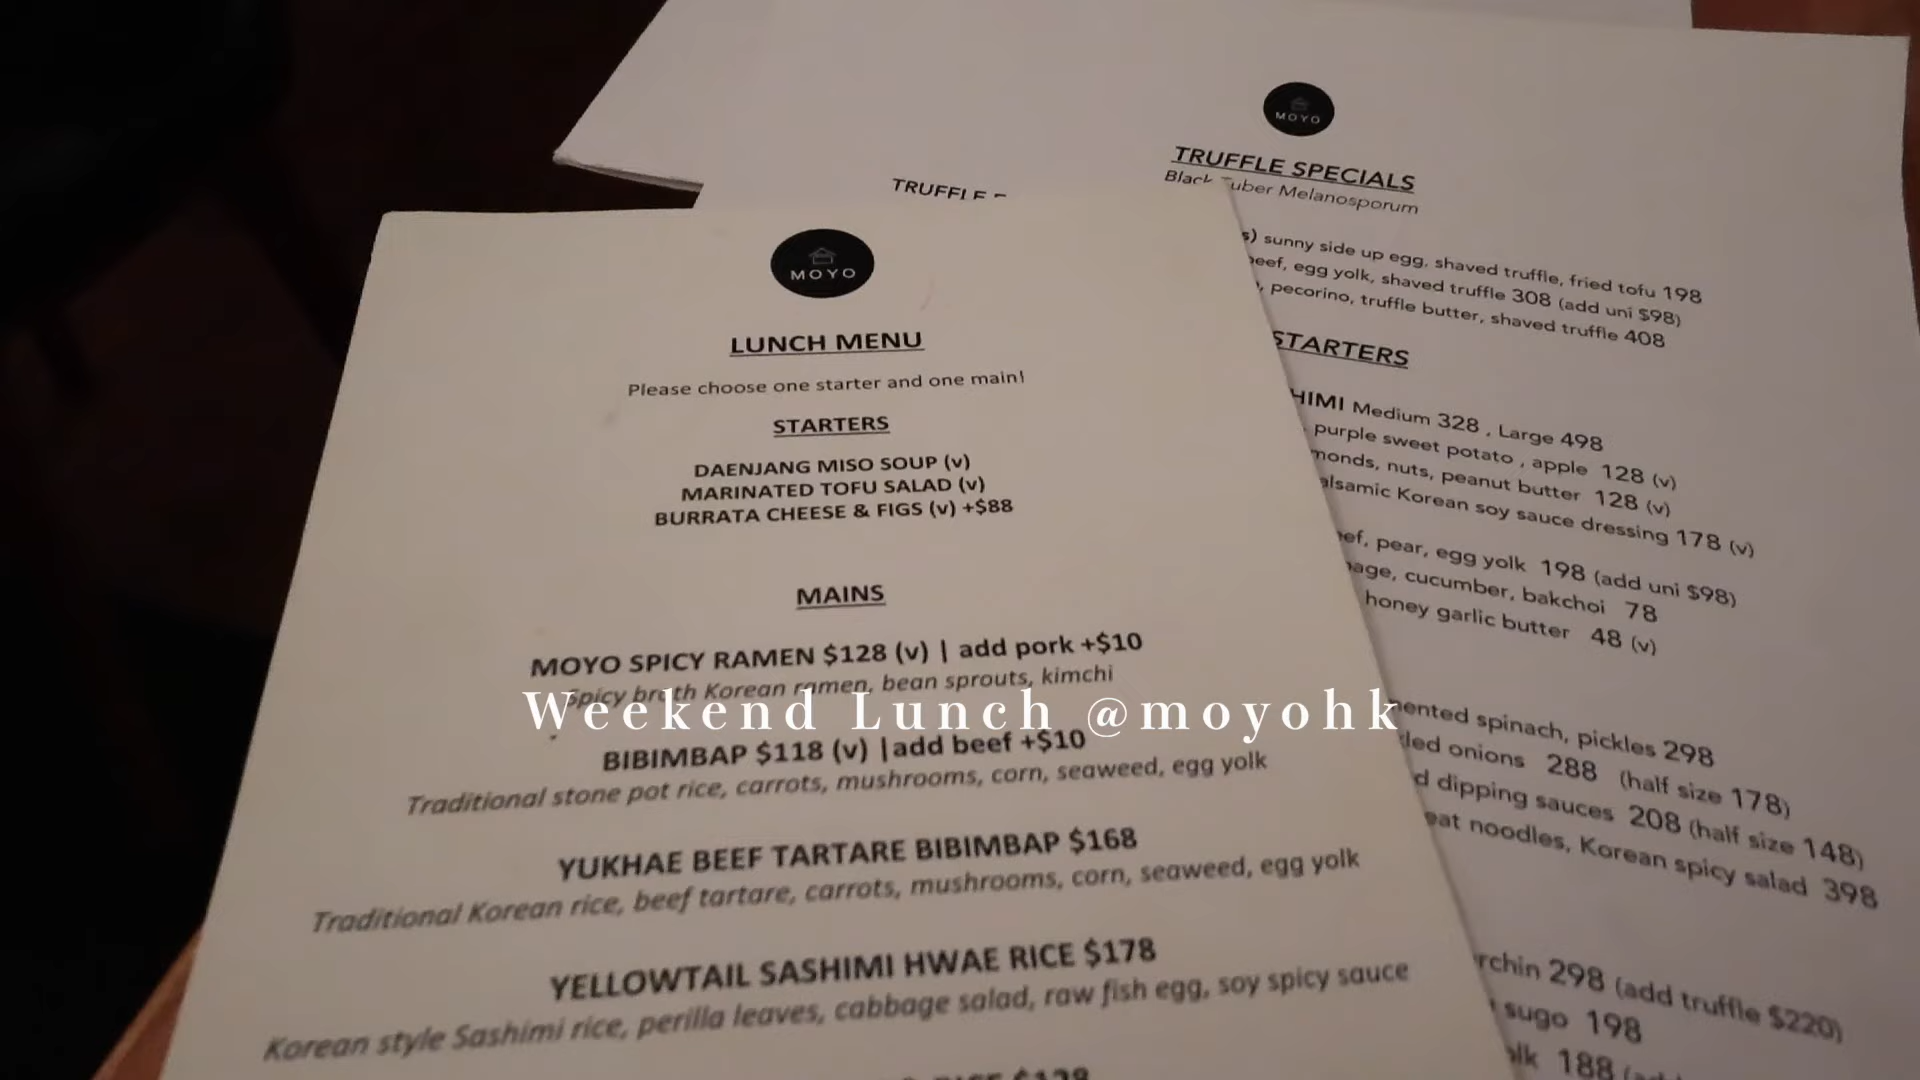 MOYO
LUNCH MENU
Please choose one starter and one main!
STARTERS
DAENJANG MISO SOUP (v)
MARINATED TOFU SALAD (v)
BURRATA CHEESE & FIGS (v) +$88
MAINS
MOYO SPICY RAMEN $128 (v) | add pork +$10
Spicy broth Korean ramen, bean sprouts, kimchi
Weekend Lunch @moyohk
BIBIMBAP $118 (v) |add beef +$10
Traditional stone pot rice, carrots, mushrooms, corn, seaweed, egg yolk
YUKHAE BEEF TARTARE BIBIMBAP $168
Traditional Korean rice, beef tartare, carrots, mushrooms, corn, seaweed, egg yolk
YELLOWTAIL SASHIMI HWAE RICE $178
Korean style Sashimi rice, perilla leaves, cabbage salad, raw fish egg, soy spicy sauce
TRUFFLE
MOYO
TRUFFLE SPECIALS
Black Tuber Melanosporum
sunny side up egg, shaved truffle, fried tofu 198
egg yolk, shaved truffle 308 (add uni $98)
pecorino, truffle butter, shaved truffle 408
STARTERS
Medium 328 , Large 498
purple sweet potato , apple 128 (v)
nuts, peanut butter 128 (v)
Korean soy sauce dressing 178 (v)
pear, egg yolk 198 (add uni $98)
cucumber, bakchoi 78
honey garlic butter 48 (v)
spinach, pickles 298
onions 288 (half size 178)
dipping sauces 208 (half size 148)
noodles, Korean spicy salad 398
298 (add truffle $220)
sugo 198
188